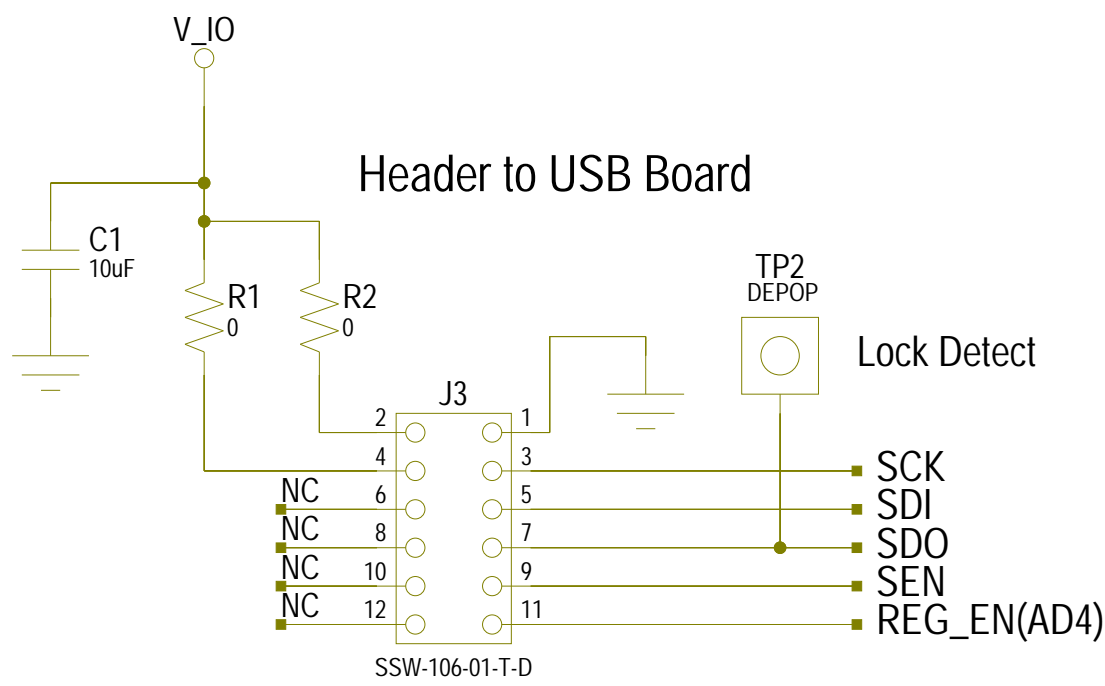 V_IO
Header to USB Board
C1
10uF
R1
0
R2
0
TP2
DEPOP
Lock Detect
J3
2 1
4 3 SCK
NC 6 5 SDI
NC 8 7 SDO
NC 10 9 SEN
NC 12 11 REG_EN(AD4)
SSW-106-01-T-D